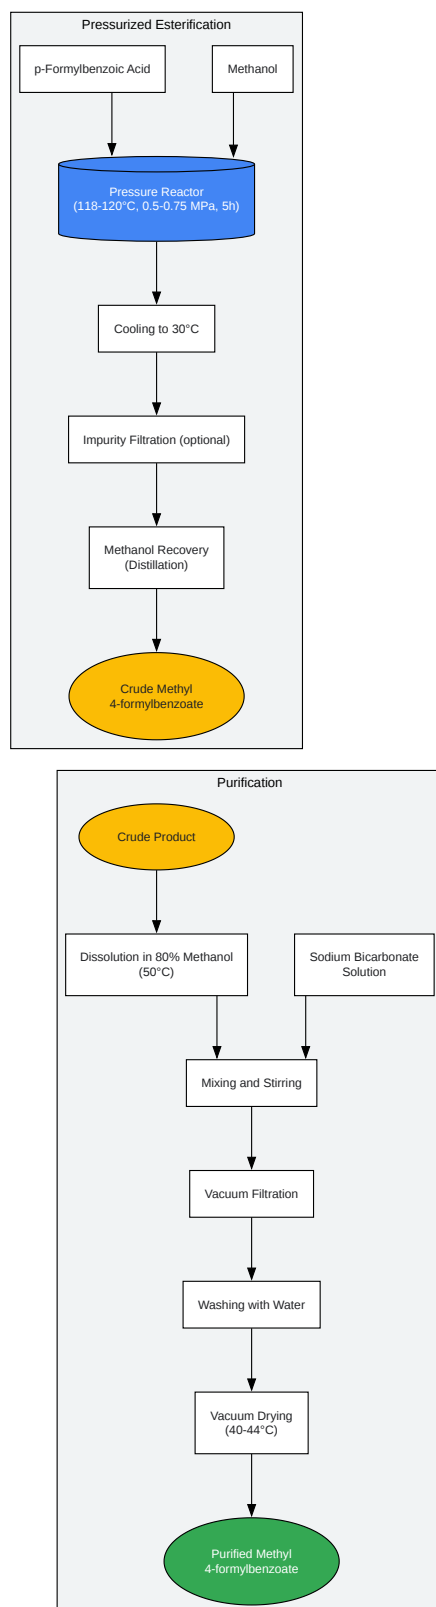 Pressurized Esterification
p-Formylbenzoic Acid
Methanol
Pressure Reactor
(118-120°C, 0.5-0.75 MPa, 5h)
Cooling to 30°C
Impurity Filtration (optional)
Methanol Recovery
(Distillation)
Crude Methyl
4-formylbenzoate
Purification
Crude Product
Dissolution in 80% Methanol
(50°C)
Sodium Bicarbonate
Solution
Mixing and Stirring
Vacuum Filtration
Washing with Water
Vacuum Drying
(40-44°C)
Purified Methyl
4-formylbenzoate